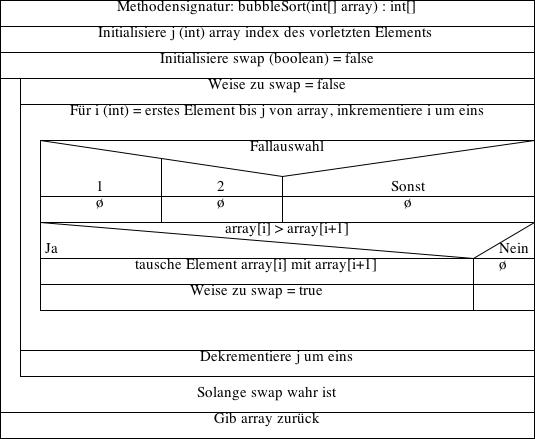 Methodensignatur: bubbleSort(int[] array) : int[]
Initialisiere j (int) array index des vorletzten Elements
Initialisiere swap (boolean) = false
Weise zu swap = false
Für i (int) = erstes Element bis j von array, inkrementiere i um eins
Fallauswahl
1 2 Sonst
ø ø ø
array[i] > array[i+1]
Ja Nein
tausche Element array[i] mit array[i+1] ø
Weise zu swap = true
Dekrementiere j um eins
Solange swap wahr ist
Gib array zurück